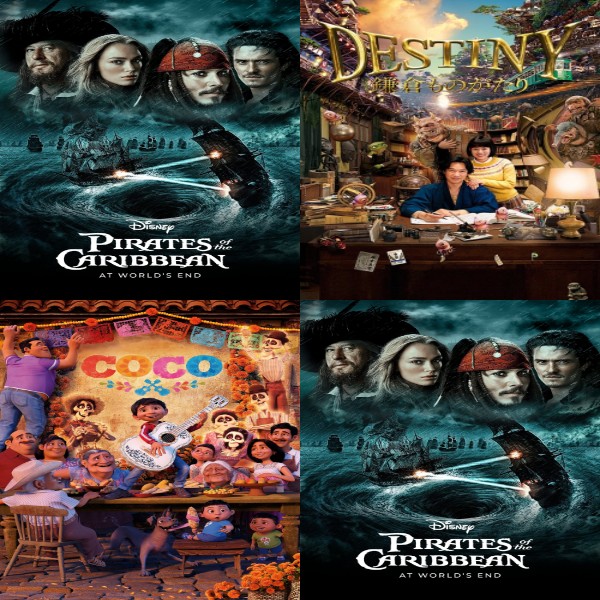 Disney
PIRATES of the
CARIBBEAN
AT WORLD'S END
DESTINY
鎌倉ものがたり
COCO
Disney
PIRATES of the
CARIBBEAN
AT WORLD'S END